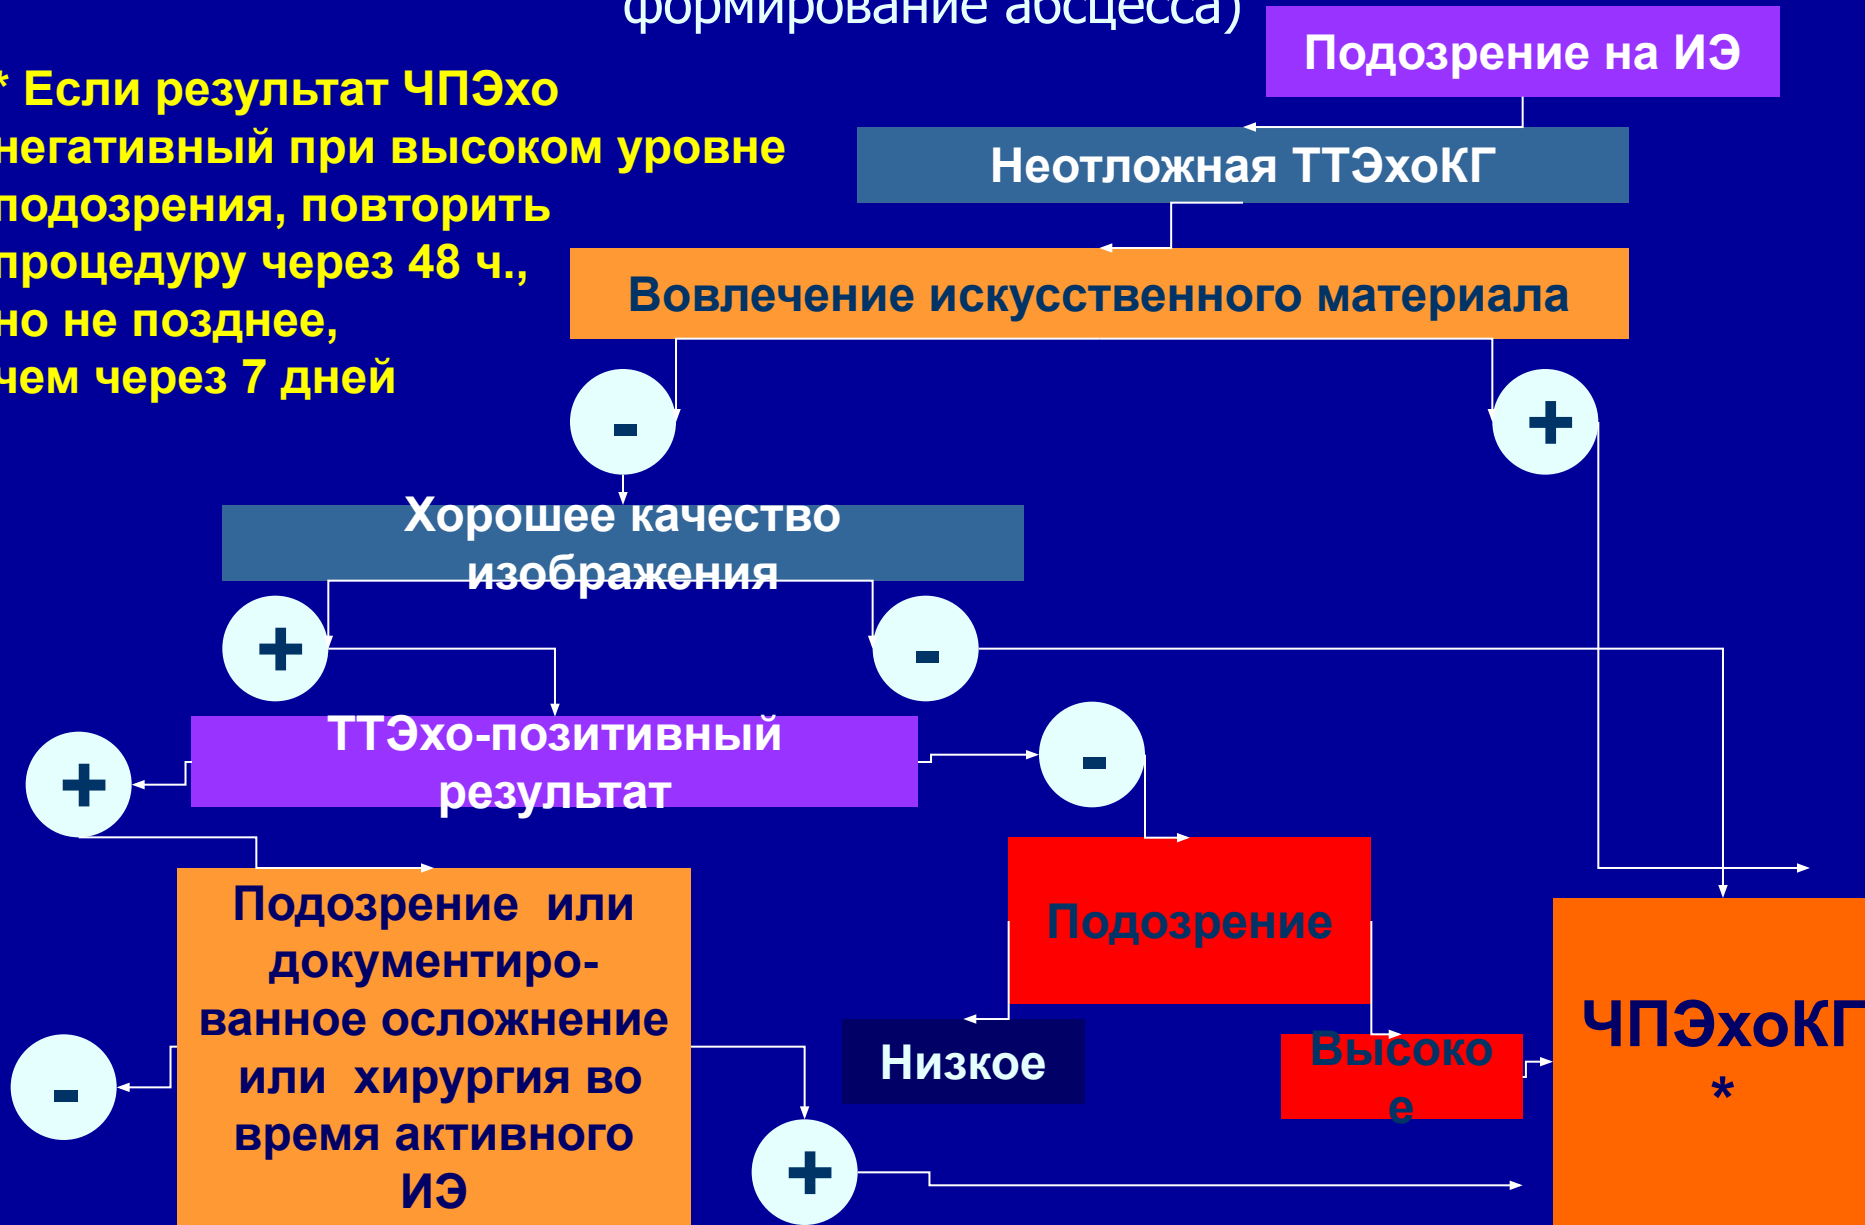 формирование абсцесса)
Подозрение на ИЭ
* Если результат ЧПЭхо
негативный при высоком уровне
подозрения, повторить
процедуру через 48 ч.,
но не позднее,
чем через 7 дней
Неотложная ТТЭхоКГ
Вовлечение искусственного материала
-
+
Хорошее качество
изображения
+
-
ТТЭхо-позитивный
результат
+
-
Подозрение или
документиро-
ванное осложнение
или хирургия во
время активного
ИЭ
Подозрение
Низкое
Высоко
е
ЧПЭхоКГ
*
-
+